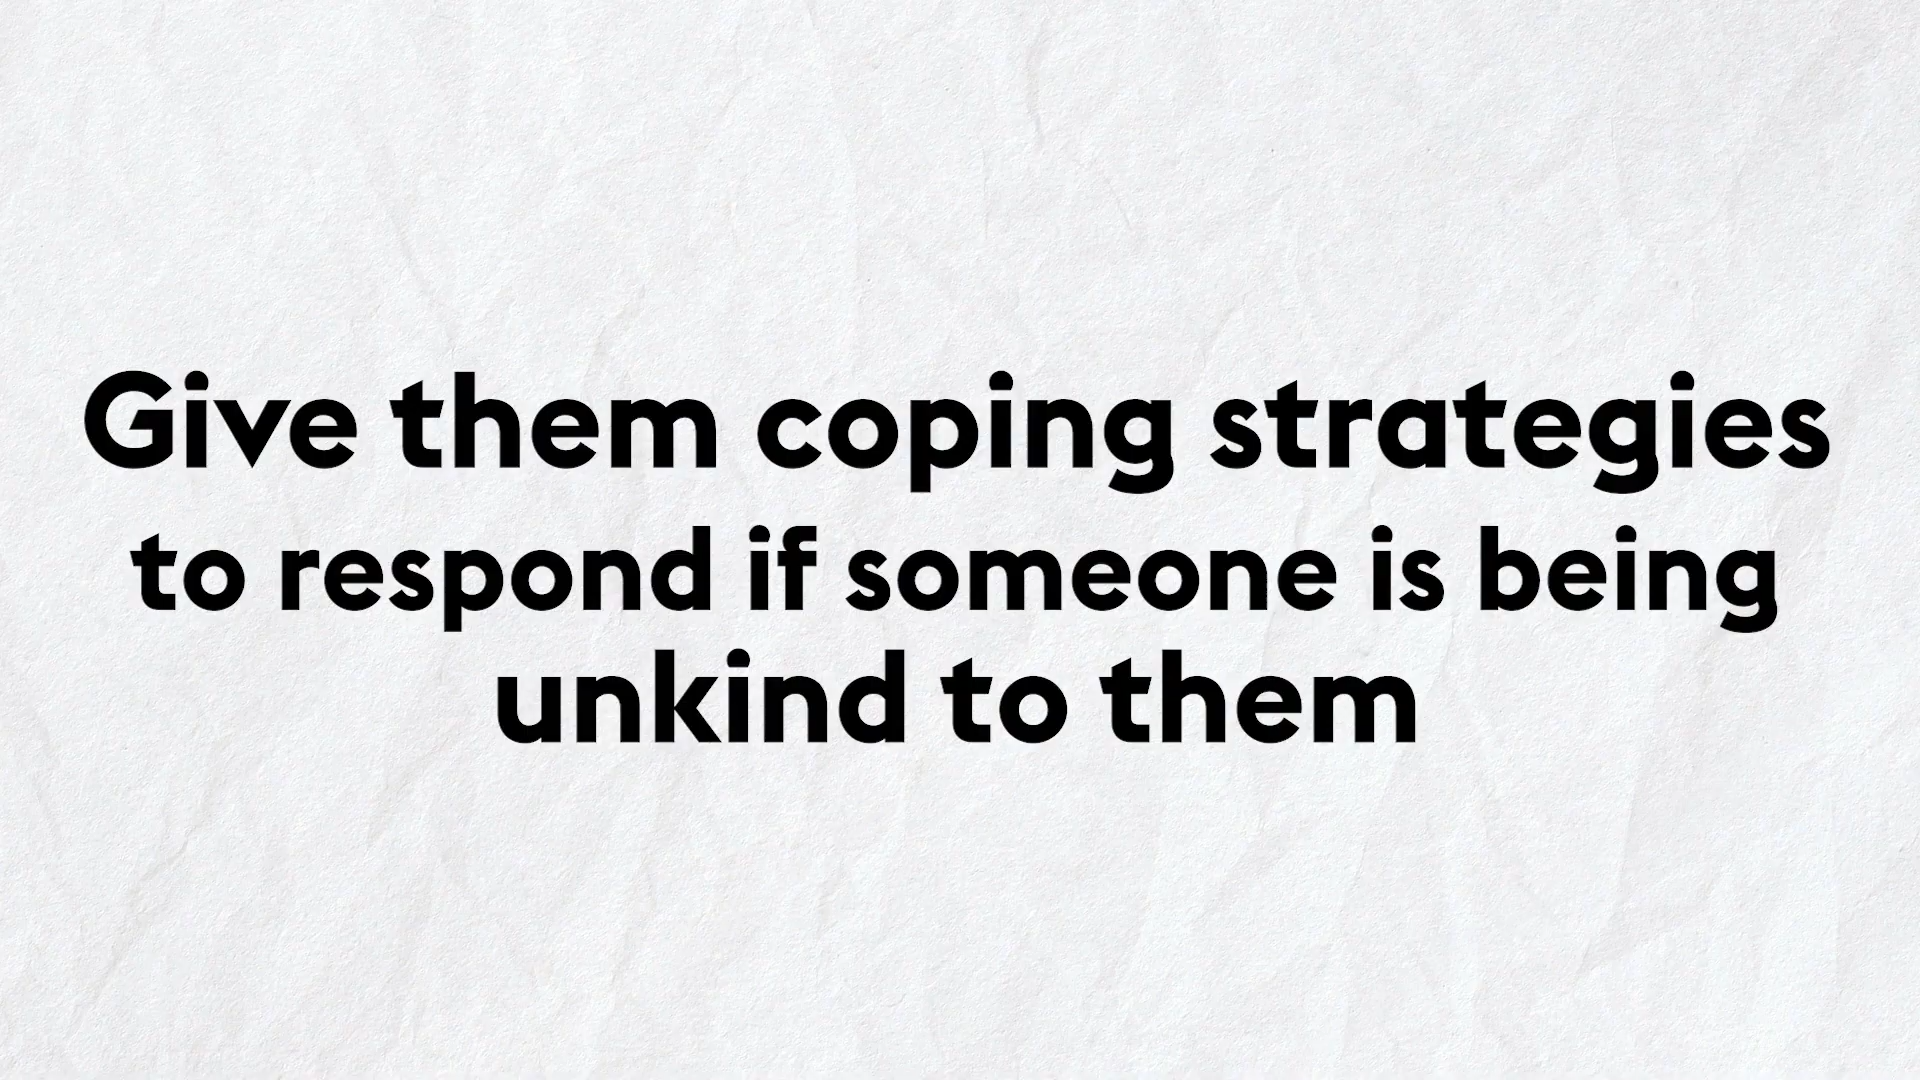 Give them coping strategies
to respond if someone is being
unkind to them